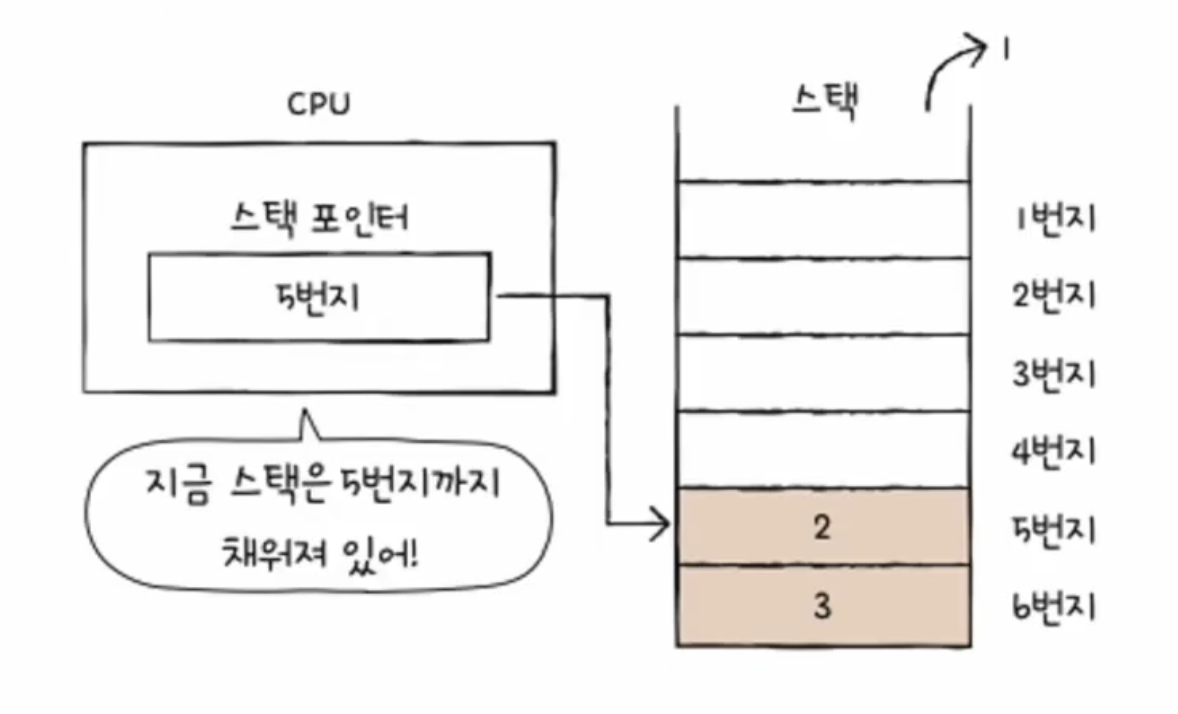 CPU
스택 포인터
5번지
지금 스택은 5번지까지
채워져 있어!
스택
1
1번지
2번지
3번지
4번지
2
5번지
3
6번지